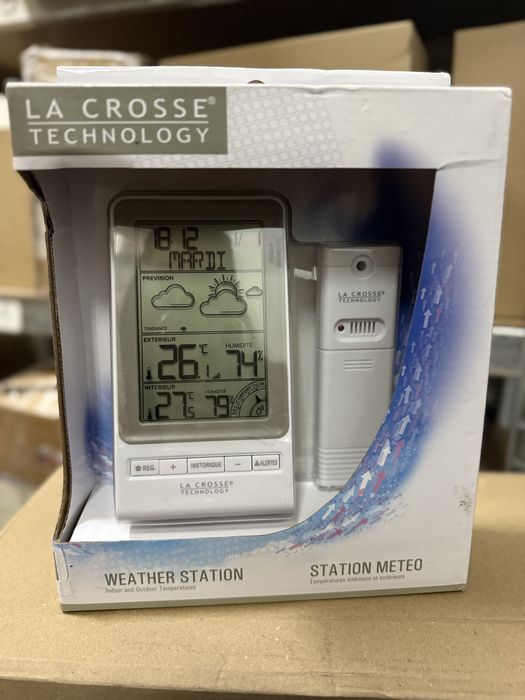 LA CROSSE®
TECHNOLOGY
18 12
MARDI
PREVISION
TENDANCE
EXTERIEUR HUMIDITE
26.1 °C 74%
INTERIEUR HUMIDITE
27.5 °C 79%
REG. + HISTORIQUE - ALERTES
LA CROSSE®
TECHNOLOGY
LA CROSSE®
TECHNOLOGY
WEATHER STATION
Indoor and Outdoor Temperatures
STATION METEO
Températures intérieure et extérieure